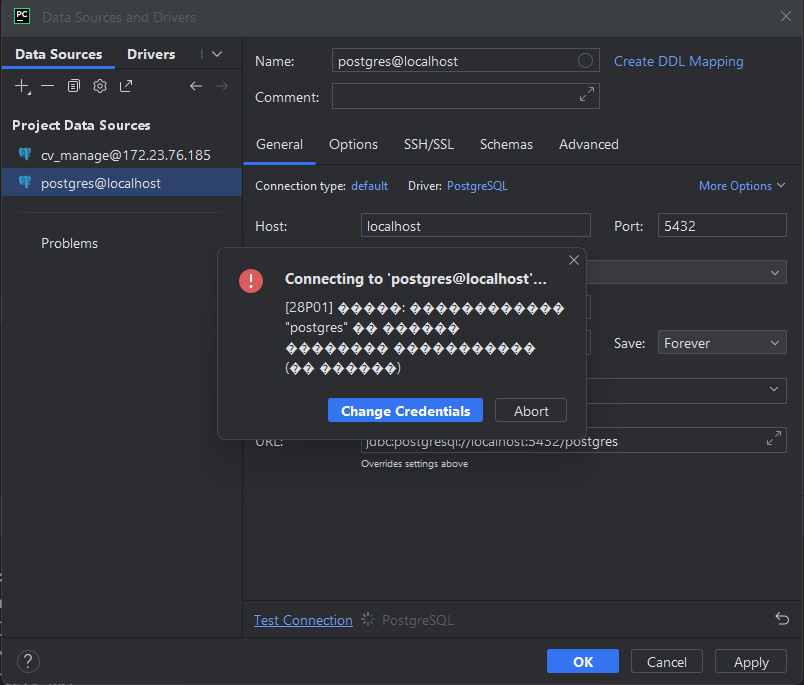 PC
Data Sources and Drivers
Data Sources
Drivers
Project Data Sources
cv_manage@172.23.76.185
postgres@localhost
Problems
Name:
postgres@localhost
Create DDL Mapping
Comment:
General
Options
SSH/SSL
Schemas
Advanced
Connection type: default
Driver: PostgreSQL
More Options
Host:
localhost
Port:
5432
Save:
Forever
Connecting to 'postgres@localhost'...
[28P01] �����: ������������
"postgres" �� ������
�������� �����������
(�� ������)
Change Credentials
Abort
URL:
jdbc:postgresql://localhost:5432/postgres
Overrides settings above
Test Connection
PostgreSQL
?
OK
Cancel
Apply